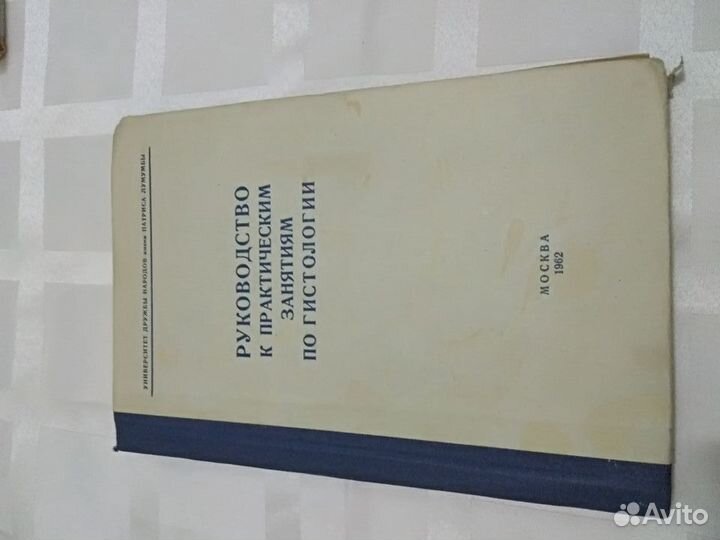 УНИВЕРСИТЕТ ДРУЖБЫ НАРОДОВ имени ПАТРИСА ЛУМУМБЫ
РУКОВОДСТВО
К ПРАКТИЧЕСКИМ
ЗАНЯТИЯМ
ПО ГИСТОЛОГИИ
МОСКВА
1962
Avito